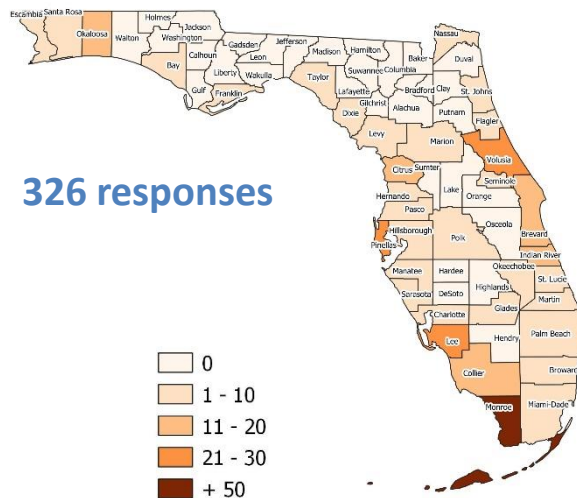 Escambia
Santa Rosa
Okaloosa
Walton
Holmes
Washington
Jackson
Bay
Calhoun
Gulf
Liberty
Franklin
Gadsden
Leon
Wakulla
Jefferson
Madison
Taylor
Hamilton
Suwannee
Lafayette
Dixie
Columbia
Gilchrist
Levy
Baker
Bradford
Alachua
Nassau
Duval
Clay
St. Johns
Putnam
Flagler
Marion
Volusia
Citrus
Sumter
Lake
Seminole
Orange
Hernando
Pasco
326 responses
Pinellas
Hillsborough
Polk
Osceola
Brevard
Indian River
Manatee
Hardee
Okeechobee
St. Lucie
Highlands
Sarasota
DeSoto
Martin
Charlotte
Glades
Lee
Hendry
Palm Beach
Collier
Broward
Monroe
Miami-Dade
0
1 - 10
11 - 20
21 - 30
+ 50